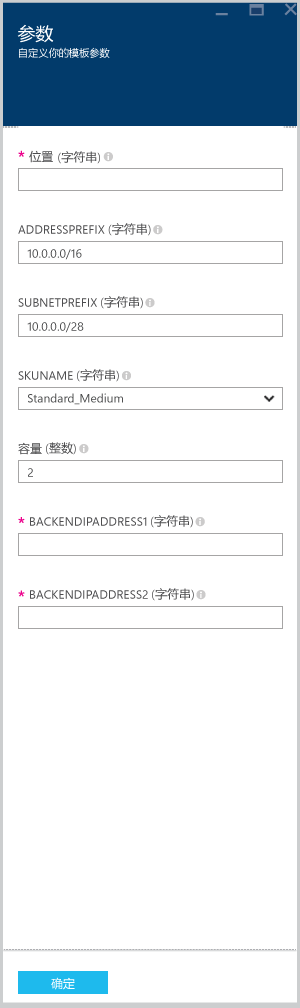 参数
自定义你的模板参数
* 位置 (字符串)
ADDRESSPREFIX (字符串)
10.0.0.0/16
SUBNETPREFIX (字符串)
10.0.0.0/28
SKUNAME (字符串)
Standard_Medium
容量 (整数)
2
* BACKENDIPADDRESS1 (字符串)
* BACKENDIPADDRESS2 (字符串)
确定